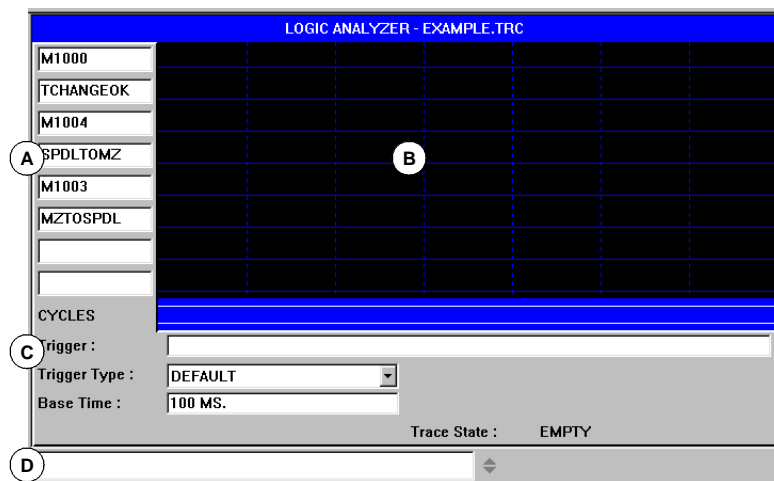 LOGIC ANALYZER - EXAMPLE.TRC
M1000
TCHANGEOK
M1004
A SPDLTOMZ
B
M1003
MZTOSPDL
CYCLES
C Trigger :
Trigger Type : DEFAULT
Base Time : 100 MS.
Trace State : EMPTY
D